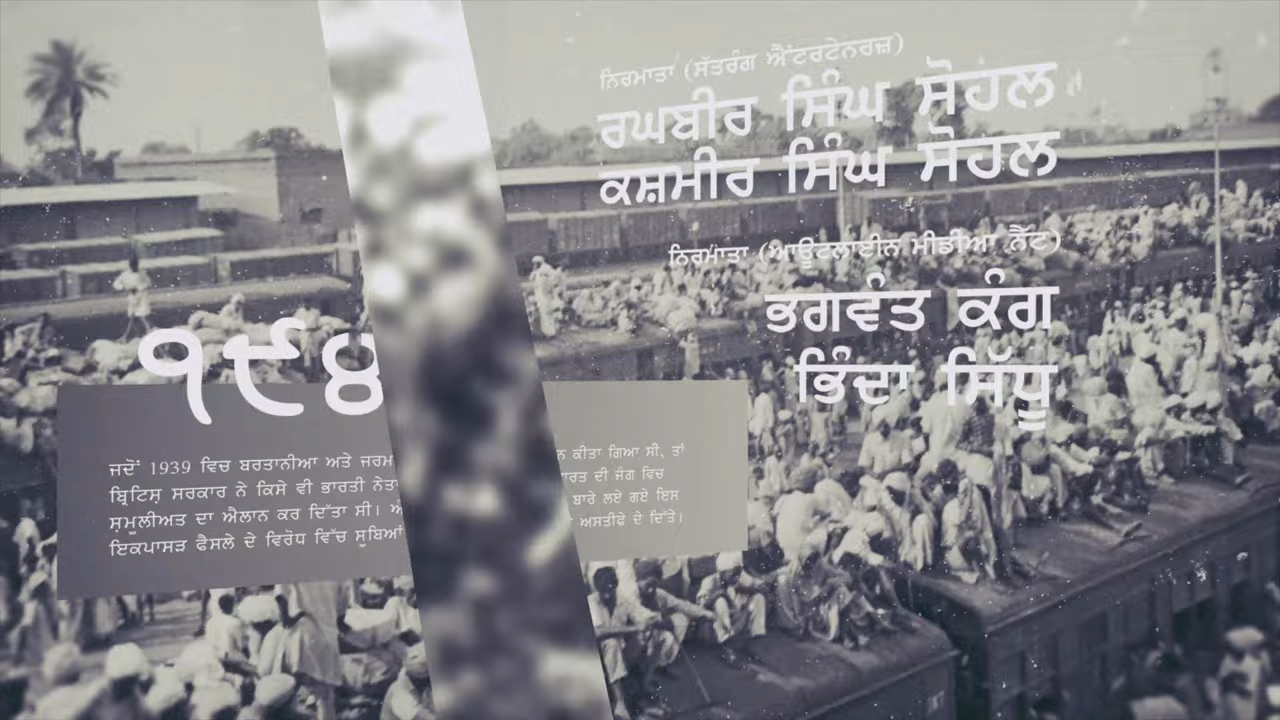 ਨਿਰਮਾਤਾ (ਸੱਤਰੰਗ ਐਂਟਰਟੇਨਰਜ਼)
ਰਘਬੀਰ ਸਿੰਘ ਸੋਹਲ
ਕਸ਼ਮੀਰ ਸਿੰਘ ਸੋਹਲ
ਨਿਰਮਾਤਾ (ਆਊਟਲਾਈਨ ਮੀਡੀਆ ਨੈੱਟ)
ਭਗਵੰਤ ਕੰਗ
ਭਿੰਦਾ ਸਿੱਧੂ
੧੯੪
ਜਦੋਂ 1939 ਵਿਚ ਬਰਤਾਨੀਆ ਅਤੇ ਕੀਤਾ ਗਿਆ ਸੀ, ਤਾਂ
ਬ੍ਰਿਟਿਸ਼ ਸਰਕਾਰ ਨੇ ਕਿਸੇ ਵੀ ਭਾਰਤੀ ਦੀ ਜੰਗ ਵਿਚ
ਸ਼ਮੂਲੀਅਤ ਦਾ ਐਲਾਨ ਕਰ ਦਿੱਤਾ ਸੀ। ਬਾਰੇ ਲਏ ਗਏ ਇਸ
ਇਕਪਾਸੜ ਫੈਸਲੇ ਦੇ ਵਿਰੋਧ ਵਿੱਚ ਸੂਬਿਆਂ ਅਸਤੀਫੇ ਦੇ ਦਿੱਤੇ।